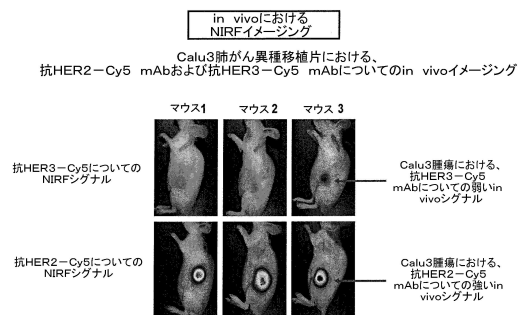 in vivoにおける
NIRFイメージング
Calu3肺がん異種移植片における、
抗HER2-Cy5 mAbおよび抗HER3-Cy5 mAbについてのin vivoイメージング
マウス1 マウス2 マウス3
抗HER3-Cy5についての
NIRFシグナル
Calu3腫瘍における、
抗HER3-Cy5
mAbについての弱いin
vivoシグナル
抗HER2-Cy5についての
NIRFシグナル
Calu3腫瘍における、
抗HER2-Cy5
mAbについての強いin
vivoシグナル